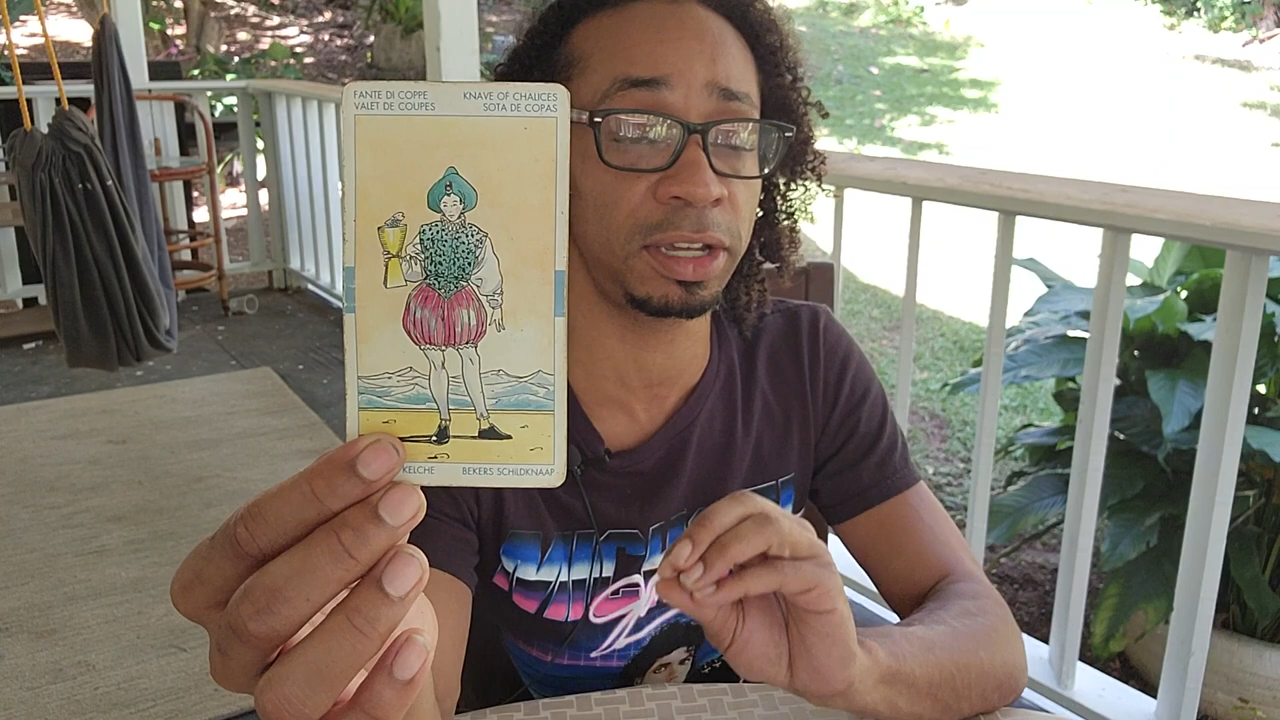 FANTE DI COPPE
VALET DE COUPES
KNAVE OF CHALICES
SOTA DE COPAS
KELCHE
BEKERS SCHILDKNAAP